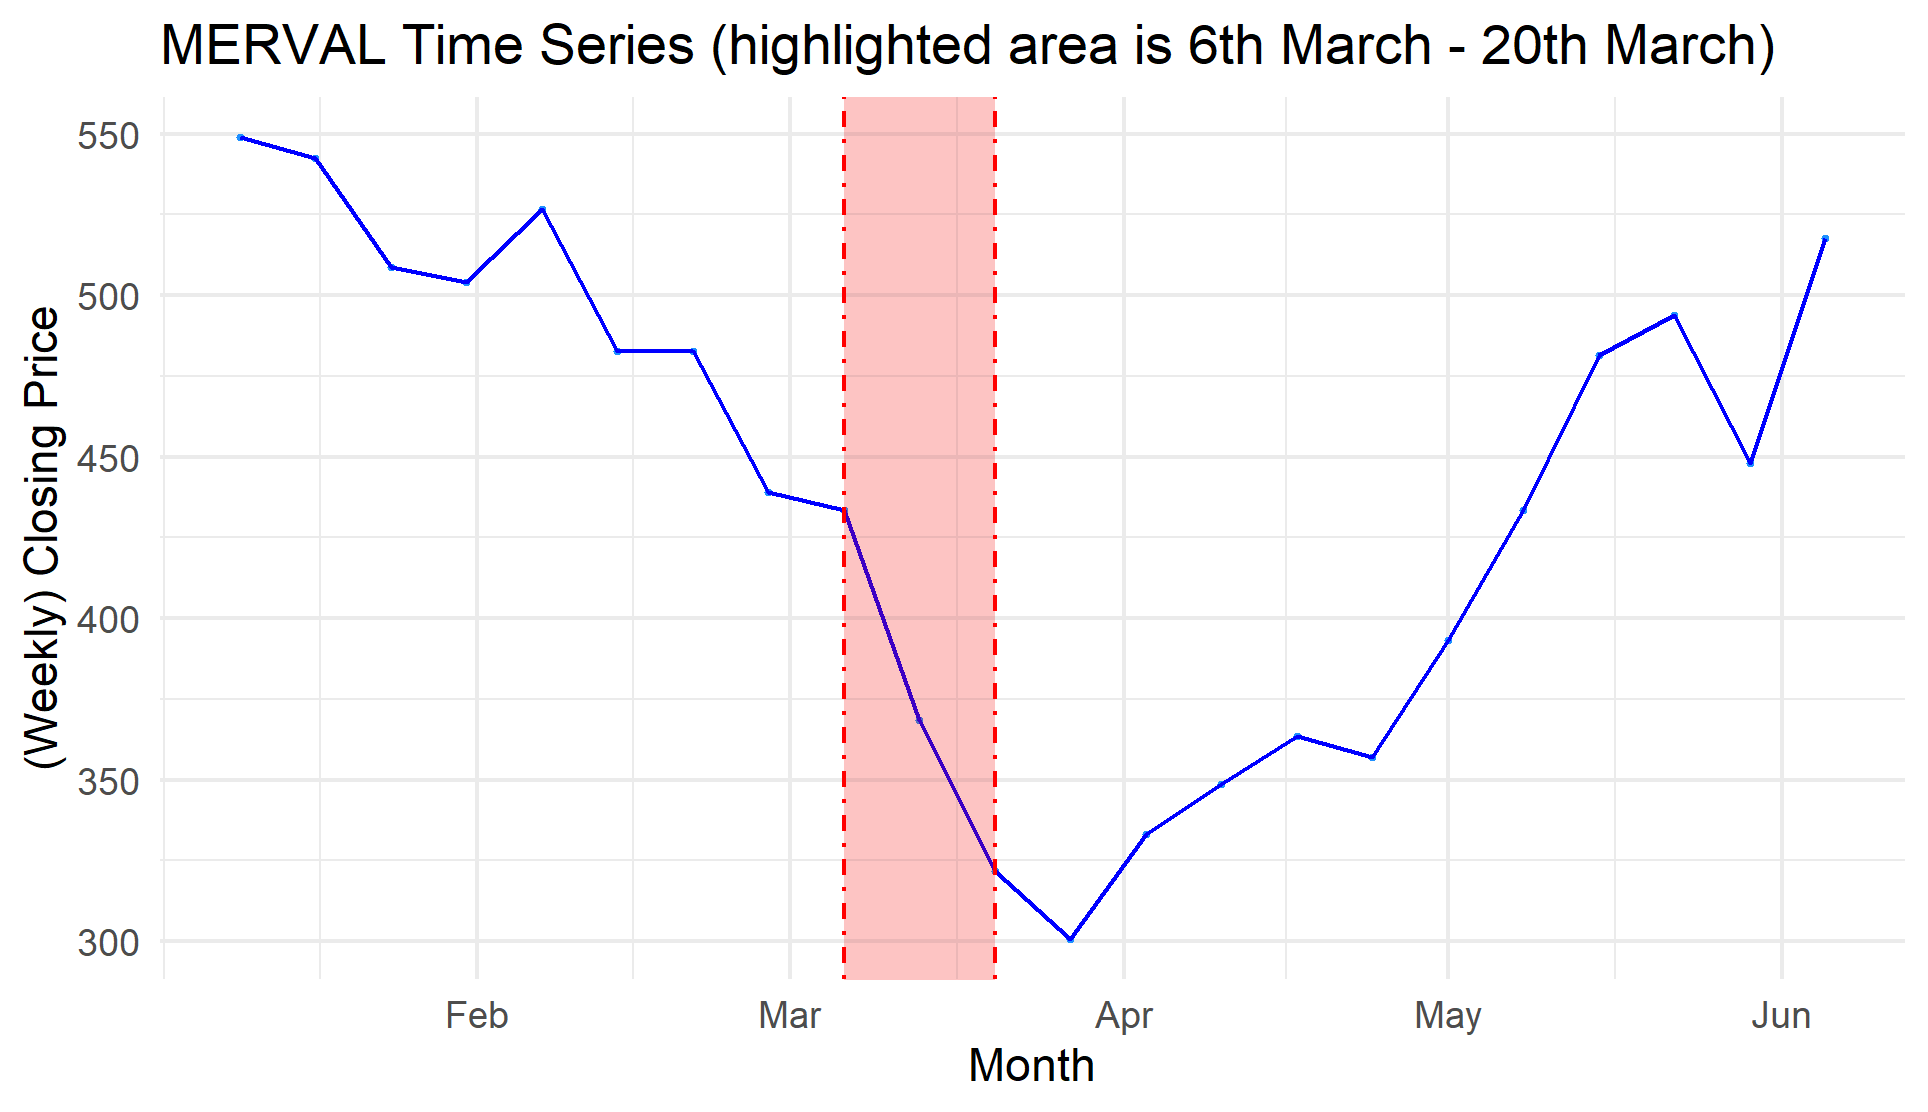 MERVAL Time Series (highlighted area is 6th March - 20th March)
(Weekly) Closing Price
550
500
450
400
350
300
Feb Mar Apr May Jun
Month